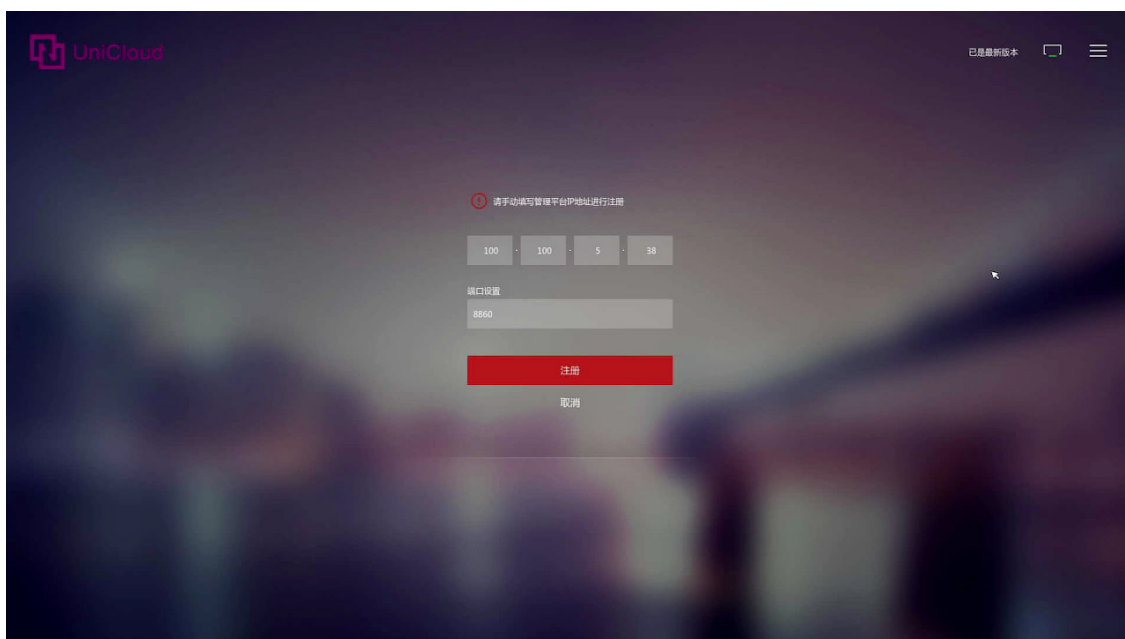 UniCloud
已是最新版本
请手动填写管理平台IP地址进行注册
100 . 100 . 5 . 38
端口设置
8860
注册
取消